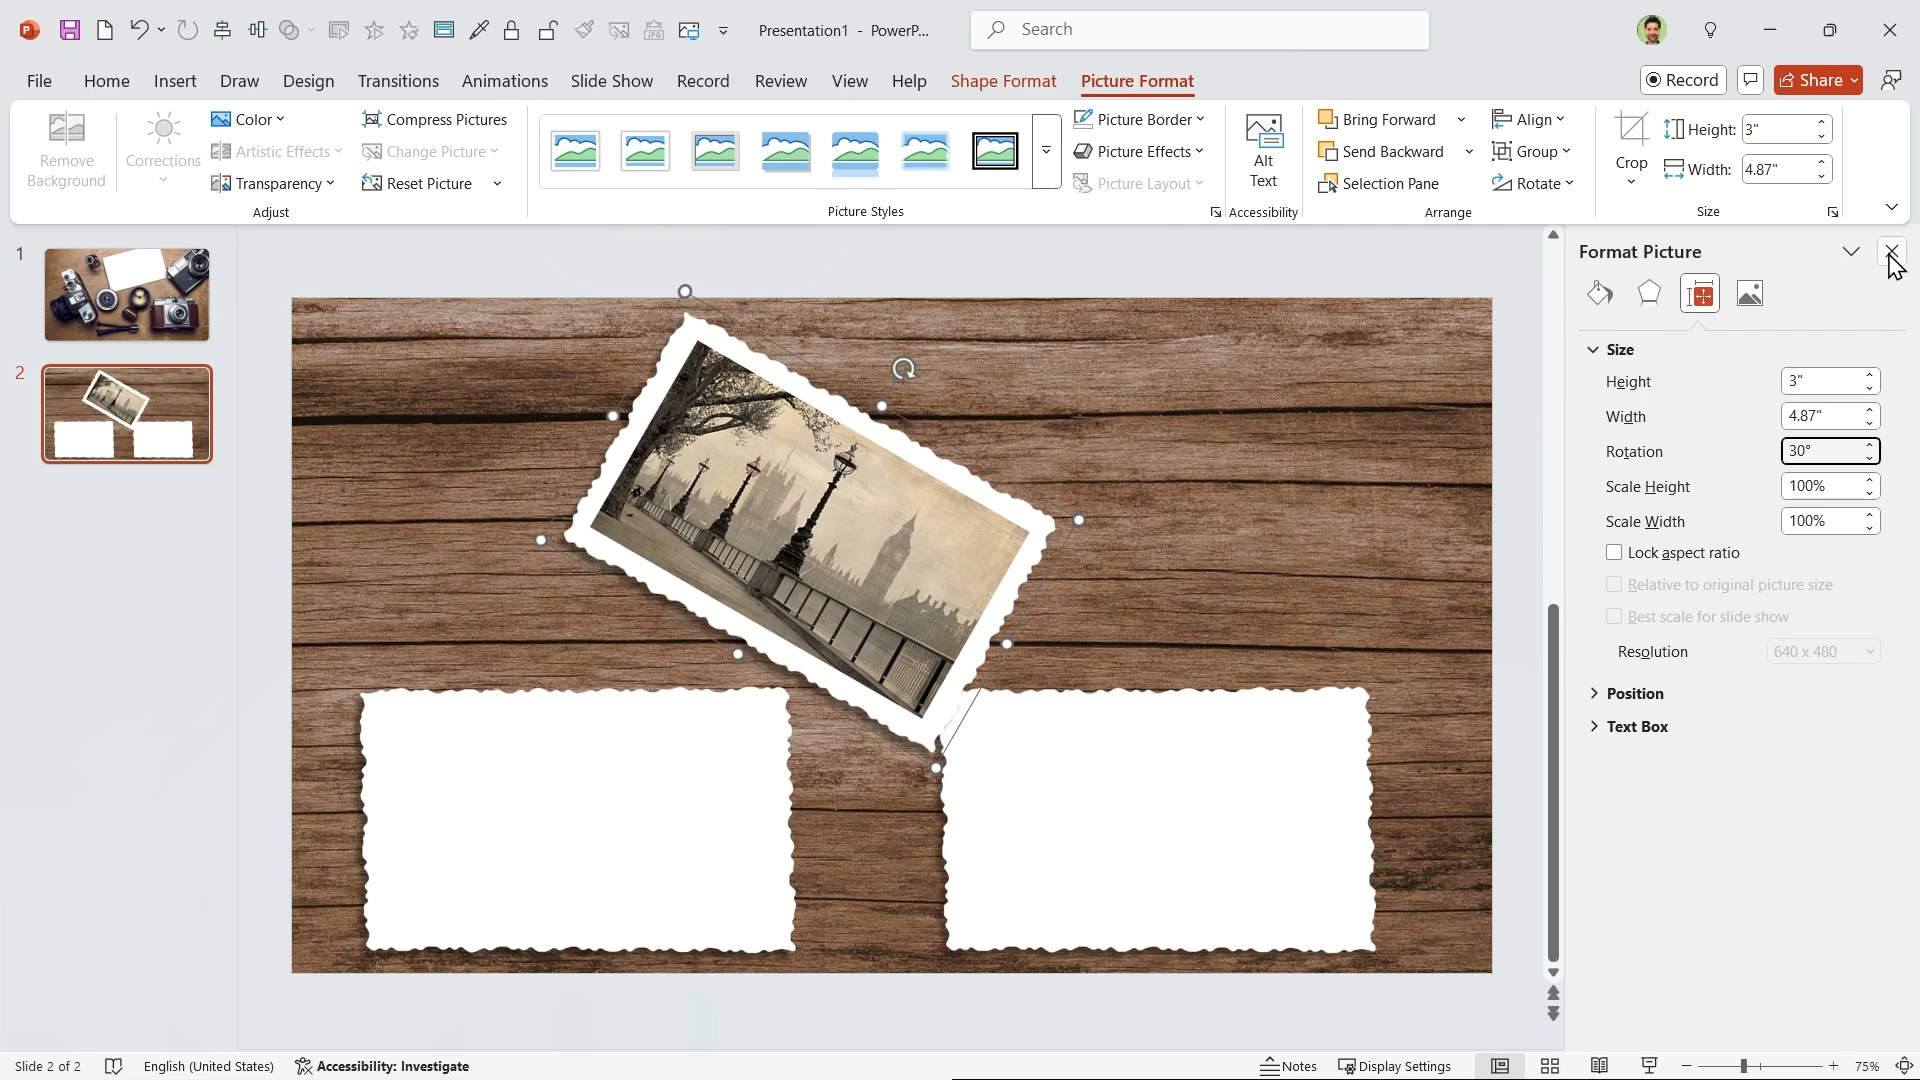 Presentation1 - PowerP...
Search
File Home Insert Draw Design Transitions Animations Slide Show Record Review View Help Shape Format Picture Format
Record
Share
Remove Background
Corrections
Color
Artistic Effects
Transparency
Compress Pictures
Change Picture
Reset Picture
Adjust
Picture Styles
Picture Border
Picture Effects
Picture Layout
Alt Text
Accessibility
Bring Forward
Send Backward
Selection Pane
Align
Group
Rotate
Arrange
Crop
Height: 3"
Width: 4.87"
Size
1
2
Format Picture
Size
Height 3"
Width 4.87"
Rotation 30°
Scale Height 100%
Scale Width 100%
Lock aspect ratio
Relative to original picture size
Best scale for slide show
Resolution 640 x 480
Position
Text Box
Slide 2 of 2
English (United States)
Accessibility: Investigate
Notes
Display Settings
75%